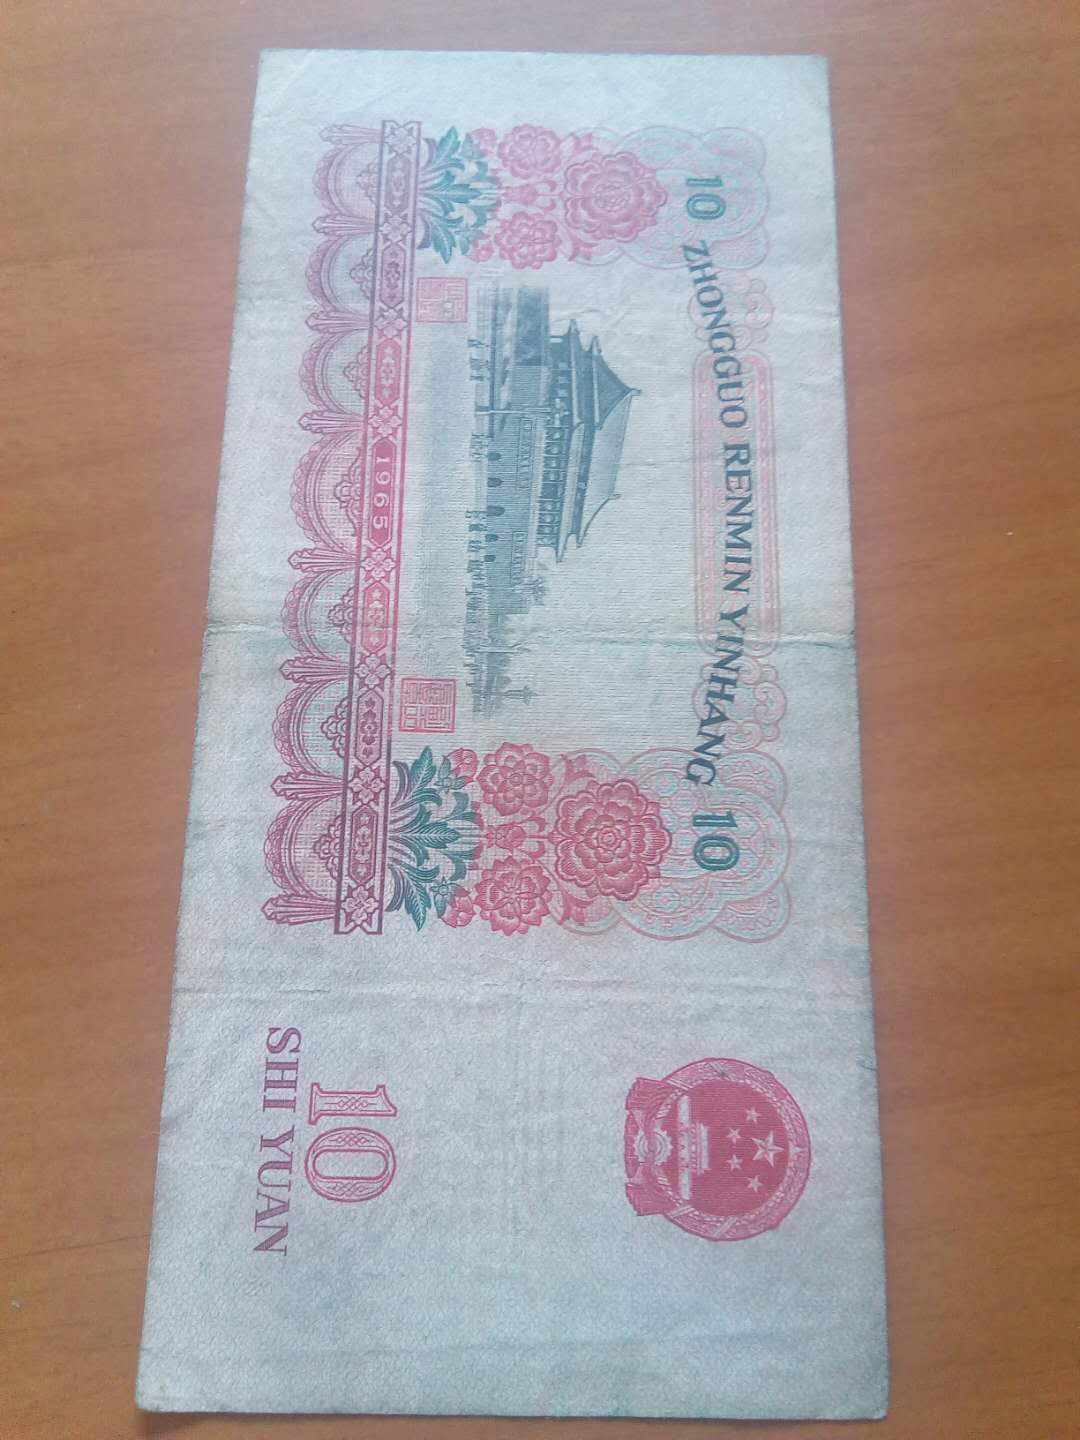 10 ZHONGGUO RENMIN YINHANG 10
1965
10
SHI YUAN